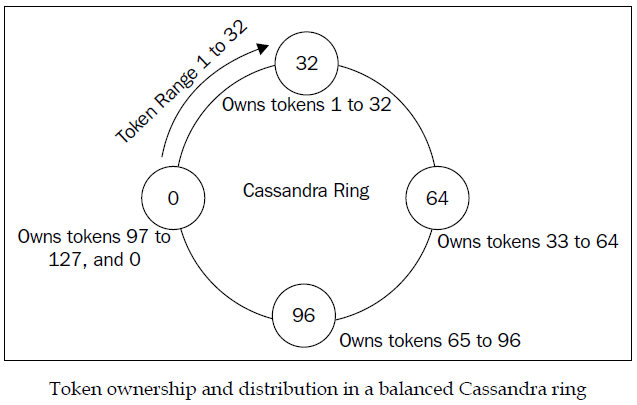 Token Range 1 to 32
32
Owns tokens 1 to 32
0
Cassandra Ring
64
Owns tokens 97 to
127, and 0
Owns tokens 33 to 64
96
Owns tokens 65 to 96
Token ownership and distribution in a balanced Cassandra ring